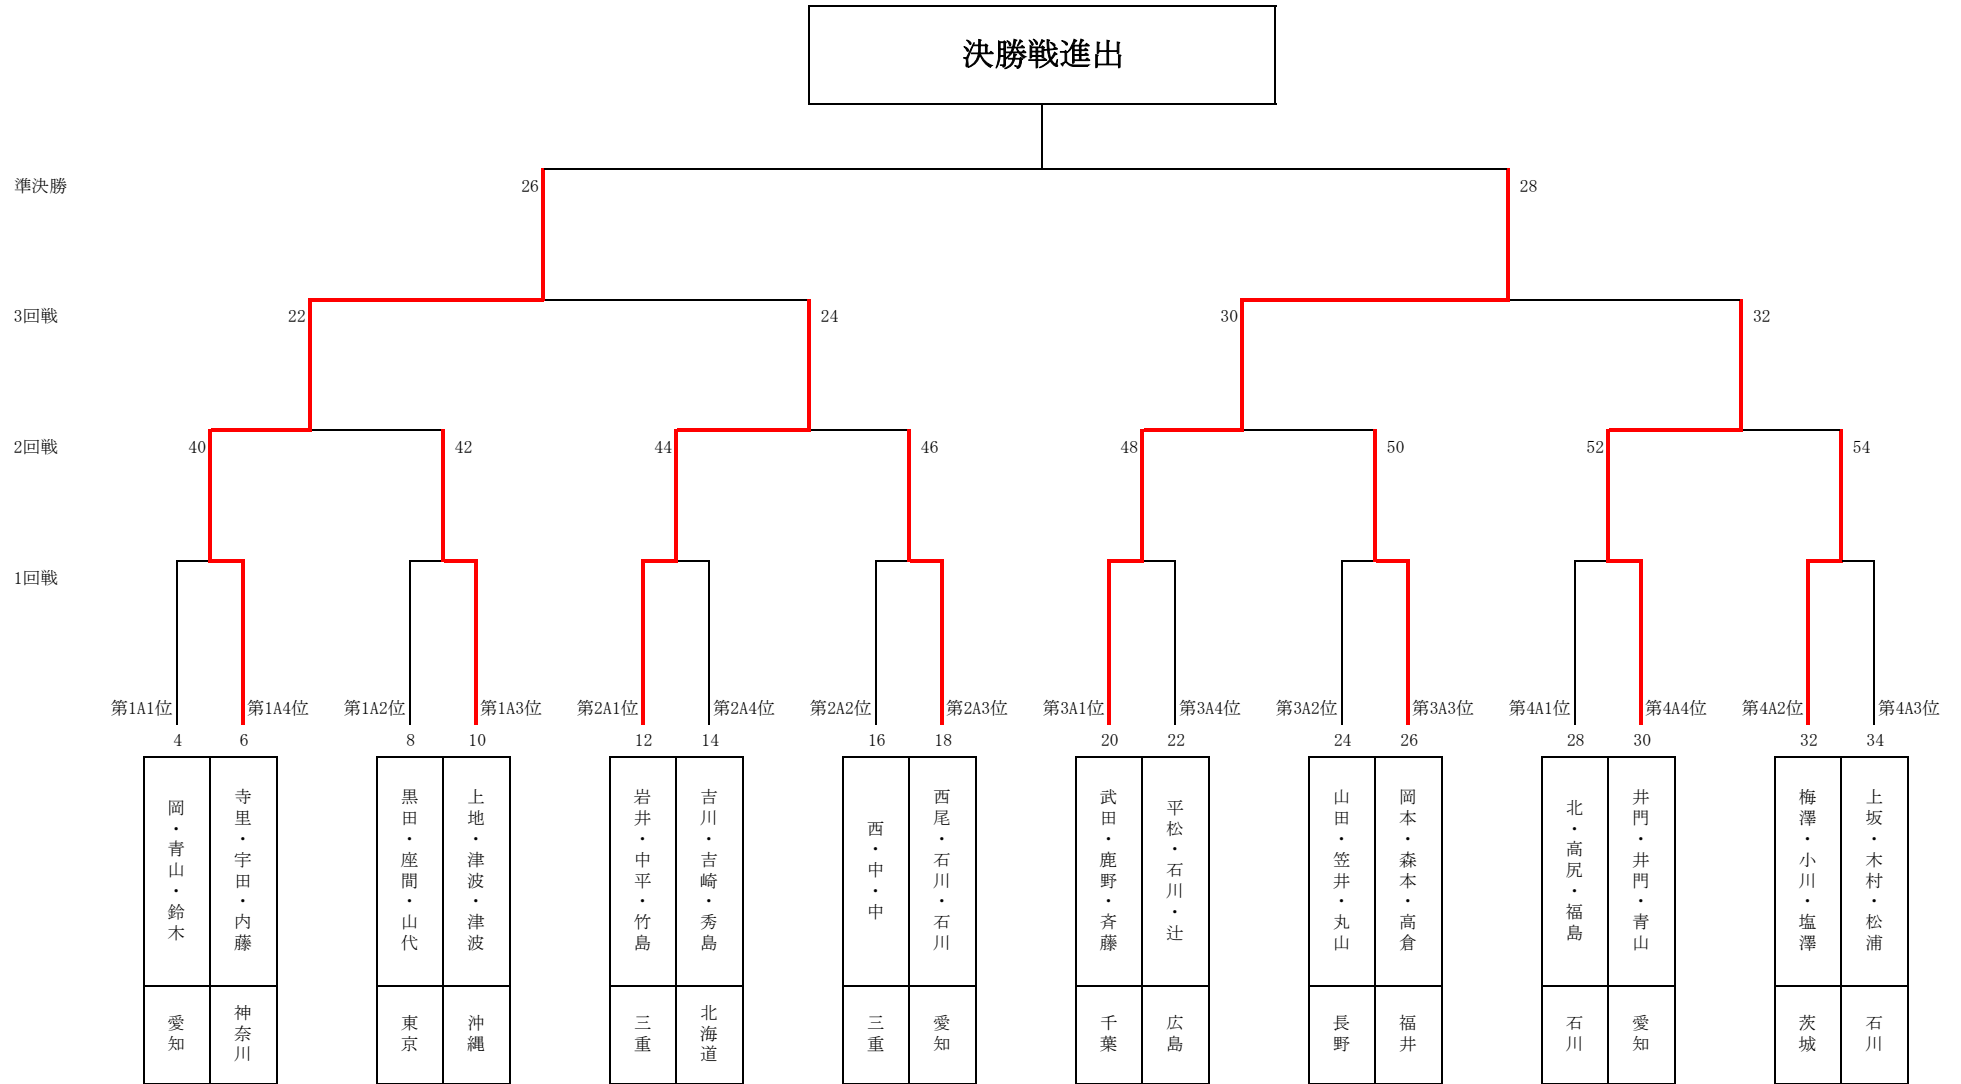 決勝戦進出
準決勝
26
28
3回戦
22
24
30
32
2回戦
40
42
44
46
48
50
52
54
1回戦
第1A1位
第1A4位
第1A2位
第1A3位
第2A1位
第2A4位
第2A2位
第2A3位
第3A1位
第3A4位
第3A2位
第3A3位
第4A1位
第4A4位
第4A2位
第4A3位
4
6
8
10
12
14
16
18
20
22
24
26
28
30
32
34
岡・青山・鈴木
寺里・宇田・内藤
黒田・座間・山代
上地・津波・津波
岩井・中平・竹島
吉川・吉崎・秀島
西・中・中
西尾・石川・石川
武田・鹿野・斉藤
平松・石川・辻
山田・笠井・丸山
岡本・森本・高倉
北・高尻・福島
井門・井門・青山
梅澤・小川・塩澤
上坂・木村・松浦
愛知
神奈川
東京
沖縄
三重
北海道
三重
愛知
千葉
広島
長野
福井
石川
愛知
茨城
石川